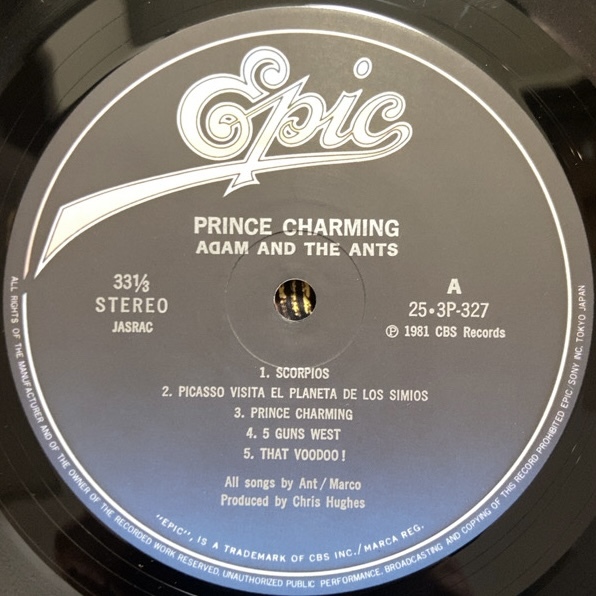 Epic
PRINCE CHARMING
ADAM AND THE ANTS
33⅓
STEREO
JASRAC
A
25•3P-327
Ⓟ 1981 CBS Records
1. SCORPIOS
2. PICASSO VISITA EL PLANETA DE LOS SIMIOS
3. PRINCE CHARMING
4. 5 GUNS WEST
5. THAT VOODOO!
All songs by Ant/Marco
Produced by Chris Hughes
"EPIC", IS A TRADEMARK OF CBS INC./MARCA REG.
ALL RIGHTS OF THE MANUFACTURER AND OF THE OWNER OF THE RECORDED WORK RESERVED. UNAUTHORIZED PUBLIC PERFORMANCE. BROADCASTING AND COPYING OF THIS RECORD PROHIBITED EPIC/SONY INC. TOKYO JAPAN